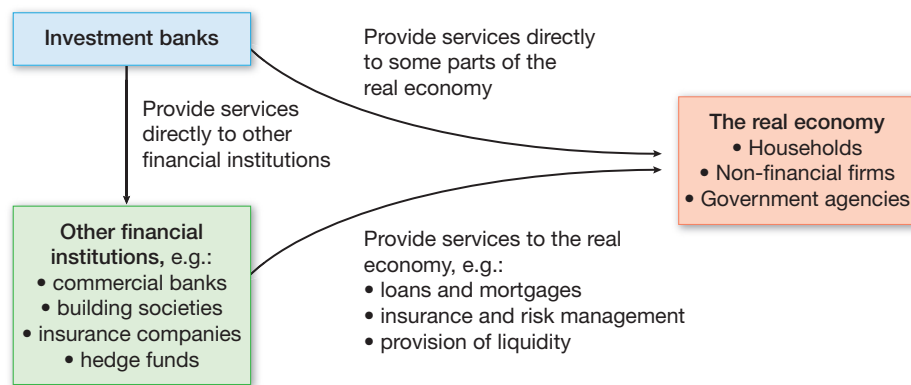 Investment banks
Provide services directly
to some parts of the
real economy
Provide services
directly to other
financial institutions
The real economy
• Households
• Non-financial firms
• Government agencies
Other financial
institutions, e.g.:
• commercial banks
• building societies
• insurance companies
• hedge funds
Provide services to the real
economy, e.g.:
• loans and mortgages
• insurance and risk management
• provision of liquidity